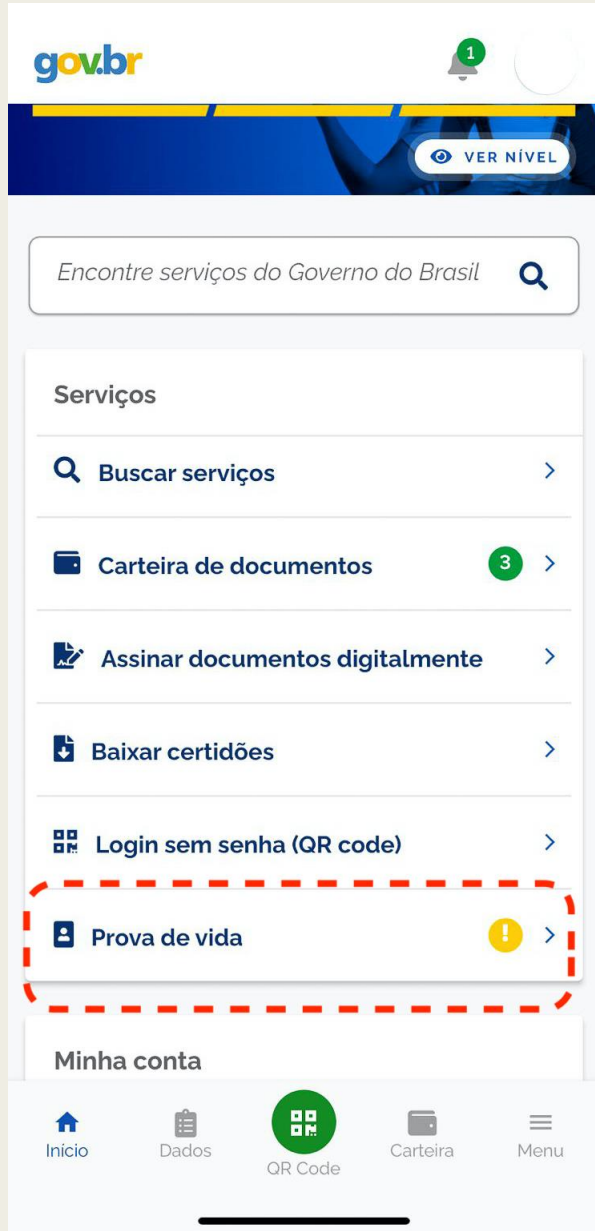 gov.br
1
VER NÍVEL
Encontre serviços do Governo do Brasil
Serviços
Buscar serviços
Carteira de documentos 3
Assinar documentos digitalmente
Baixar certidões
Login sem senha (QR code)
Prova de vida !
Minha conta
Início Dados QR Code Carteira Menu